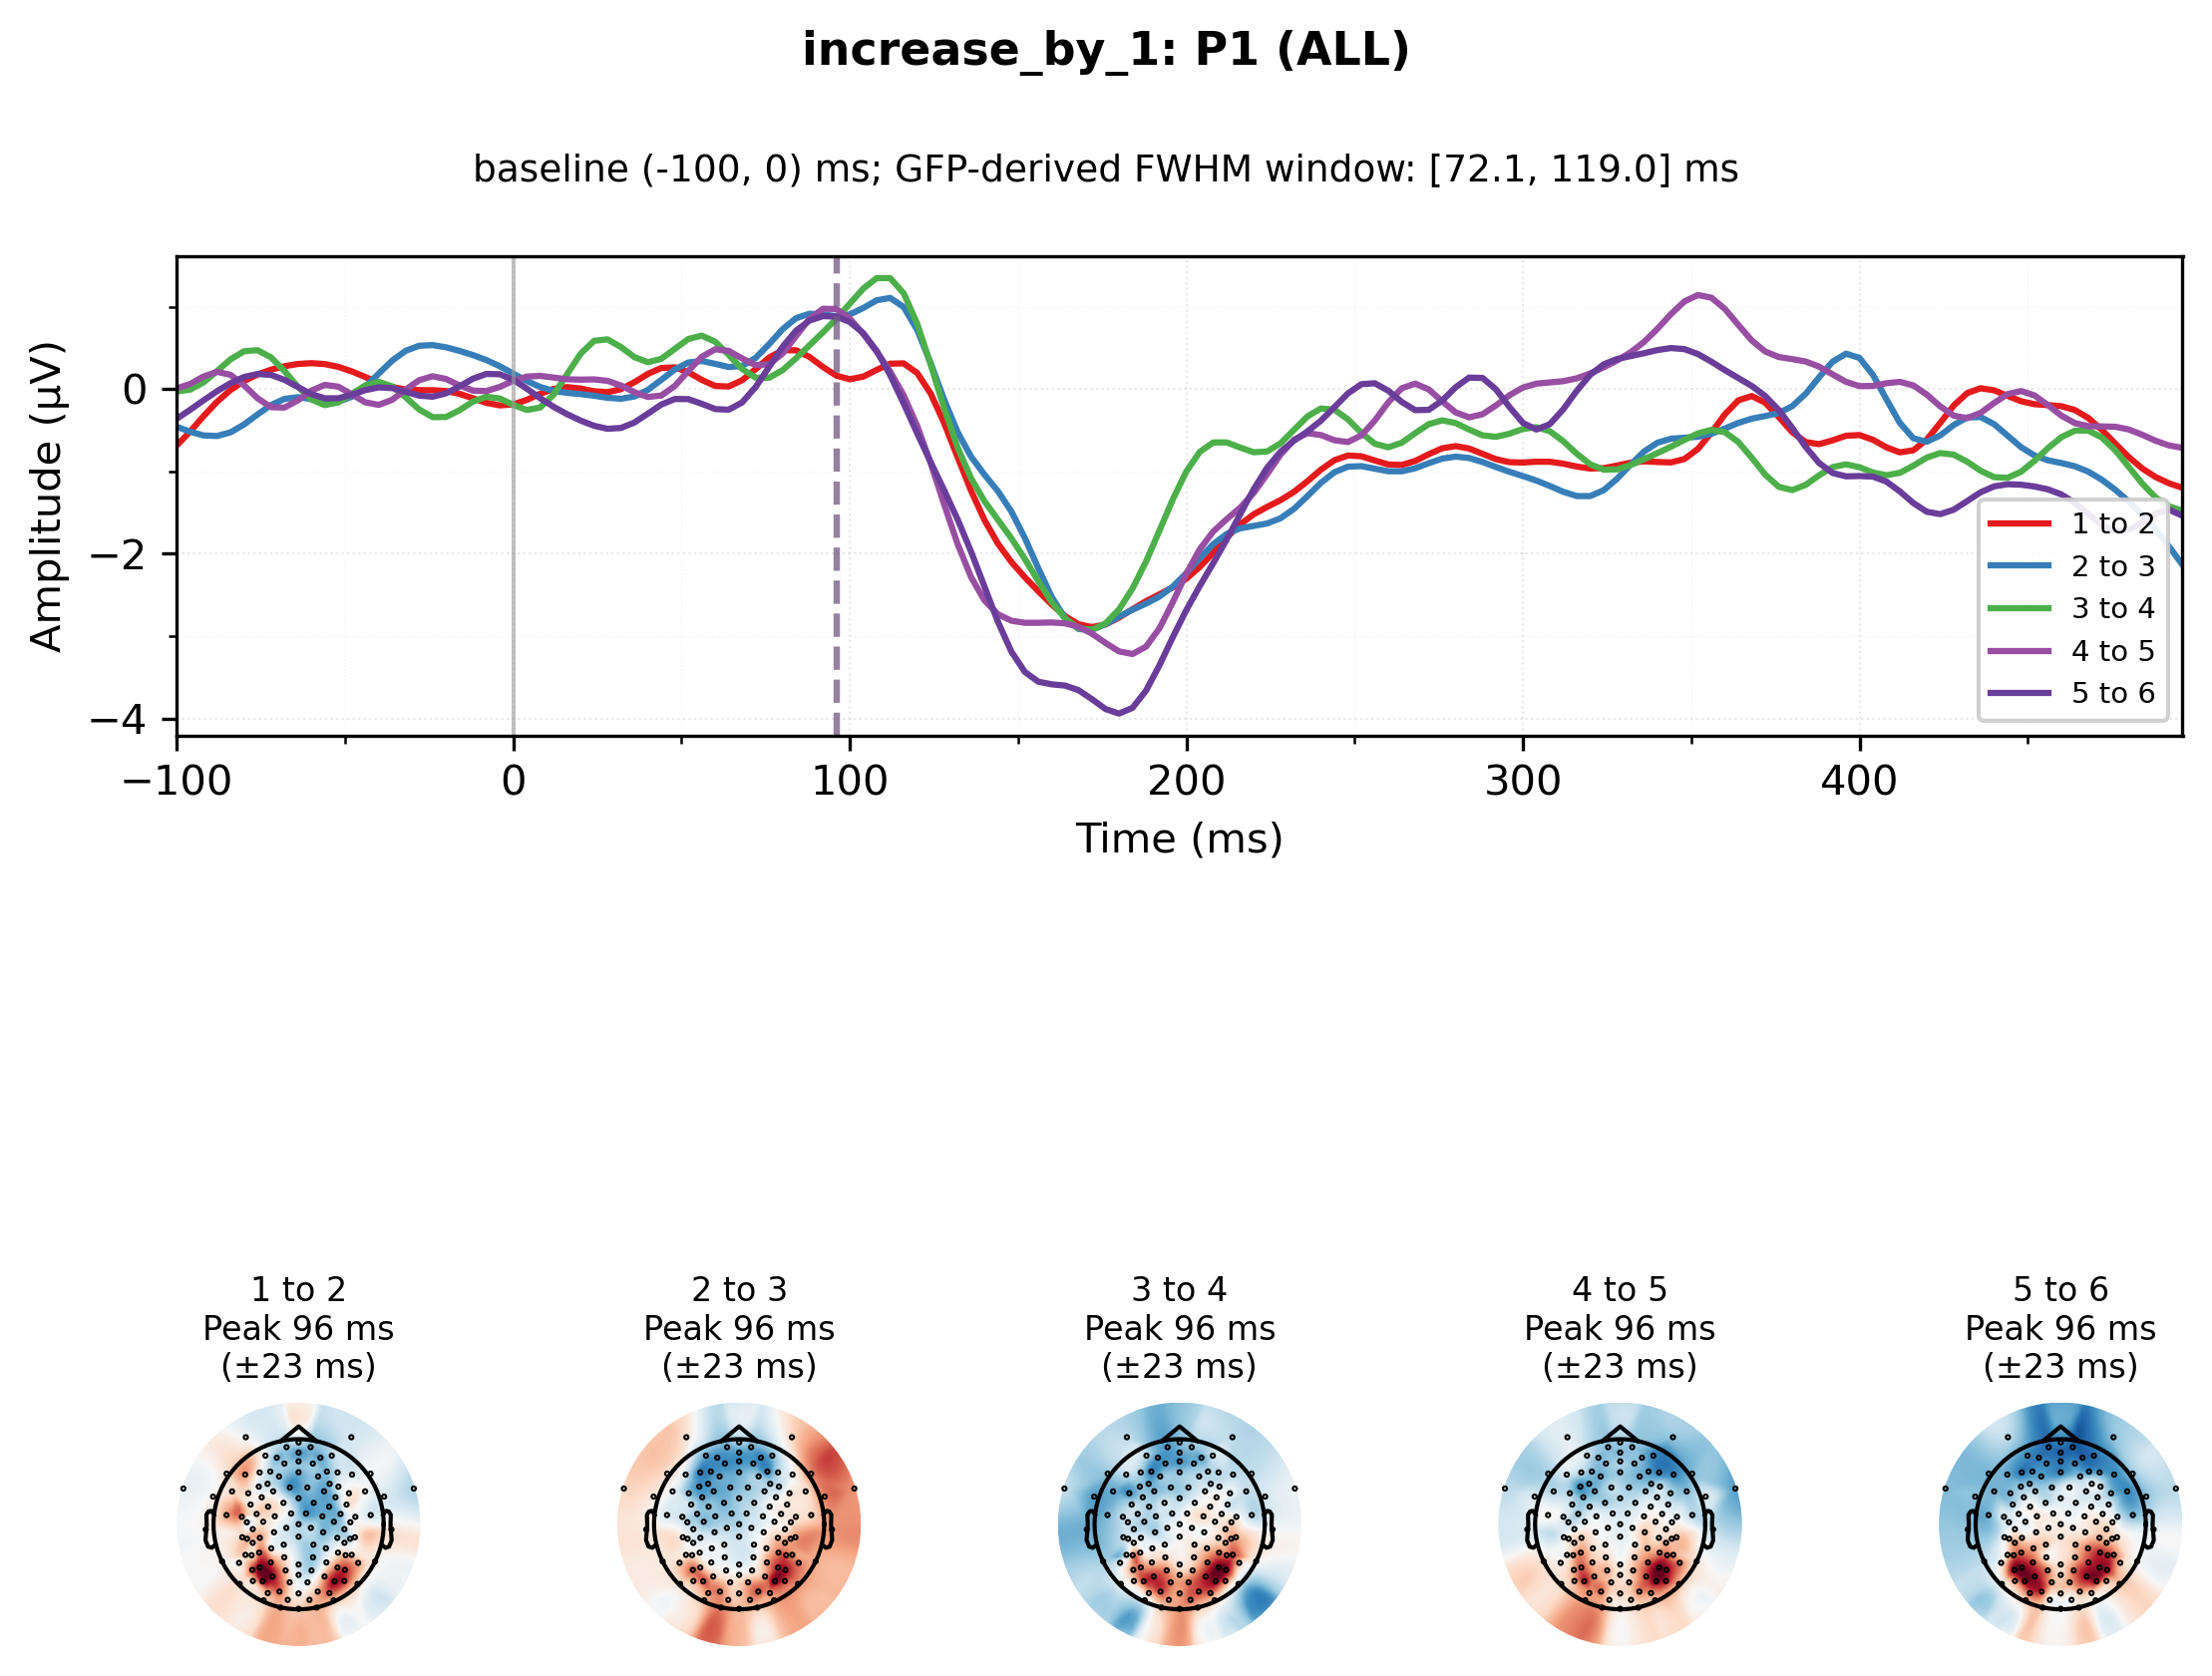 increase_by_1: P1 (ALL)
baseline (-100, 0) ms; GFP-derived FWHM window: [72.1, 119.0] ms
Amplitude (µV)
0
−2
−4
−100
0
100
200
300
400
Time (ms)
1 to 2
2 to 3
3 to 4
4 to 5
5 to 6
1 to 2
Peak 96 ms
(±23 ms)
2 to 3
Peak 96 ms
(±23 ms)
3 to 4
Peak 96 ms
(±23 ms)
4 to 5
Peak 96 ms
(±23 ms)
5 to 6
Peak 96 ms
(±23 ms)